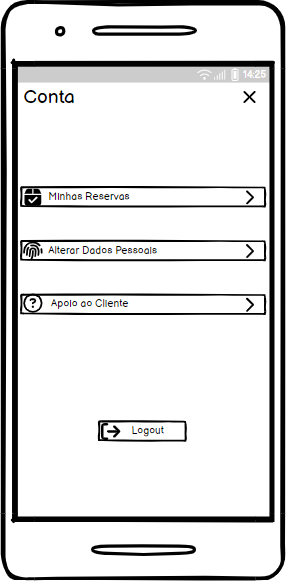 14:25
Conta
Minhas Reservas
Alterar Dados Pessoais
Apoio ao Cliente
Logout